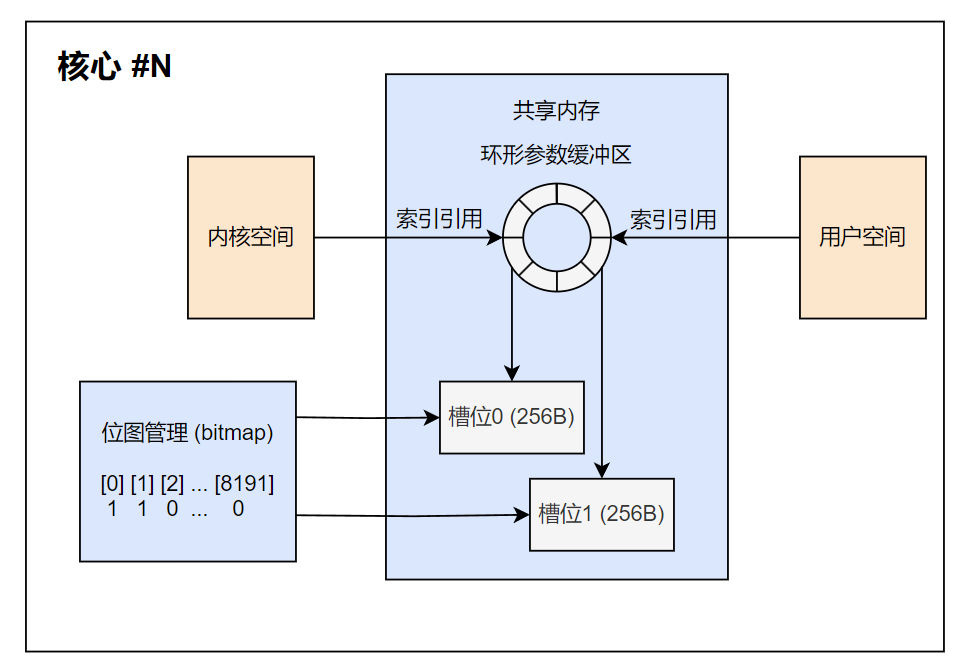 核心 #N
共享内存
环形参数缓冲区
索引引用
索引引用
内核空间
用户空间
槽位0 (256B)
位图管理 (bitmap)
[0] [1] [2] ... [8191]
1 1 0 ... 0
槽位1 (256B)